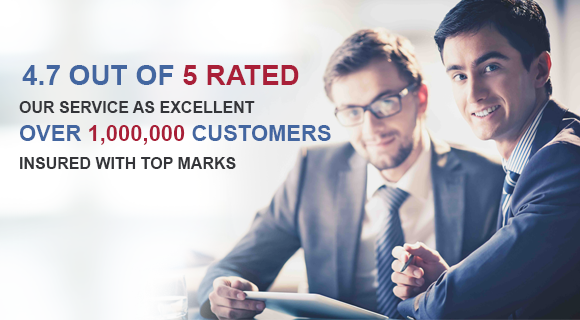 4.7 OUT OF 5 RATED
OUR SERVICE AS EXCELLENT
OVER 1,000,000 CUSTOMERS
INSURED WITH TOP MARKS